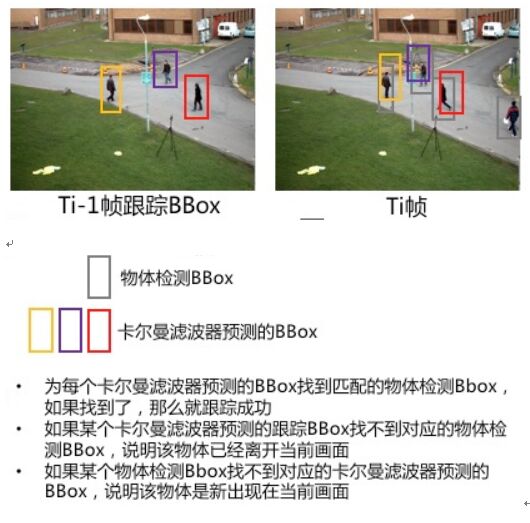 Ti-1帧跟踪BBox
Ti帧
物体检测BBox
卡尔曼滤波器预测的BBox
• 为每个卡尔曼滤波器预测的BBox找到匹配的物体检测Bbox，
如果找到了，那么就跟踪成功
• 如果某个卡尔曼滤波器预测的跟踪BBox找不到对应的物体检
测BBox，说明该物体已经离开当前画面
• 如果某个物体检测Bbox找不到对应的卡尔曼滤波器预测的
BBox，说明该物体是新出现在当前画面